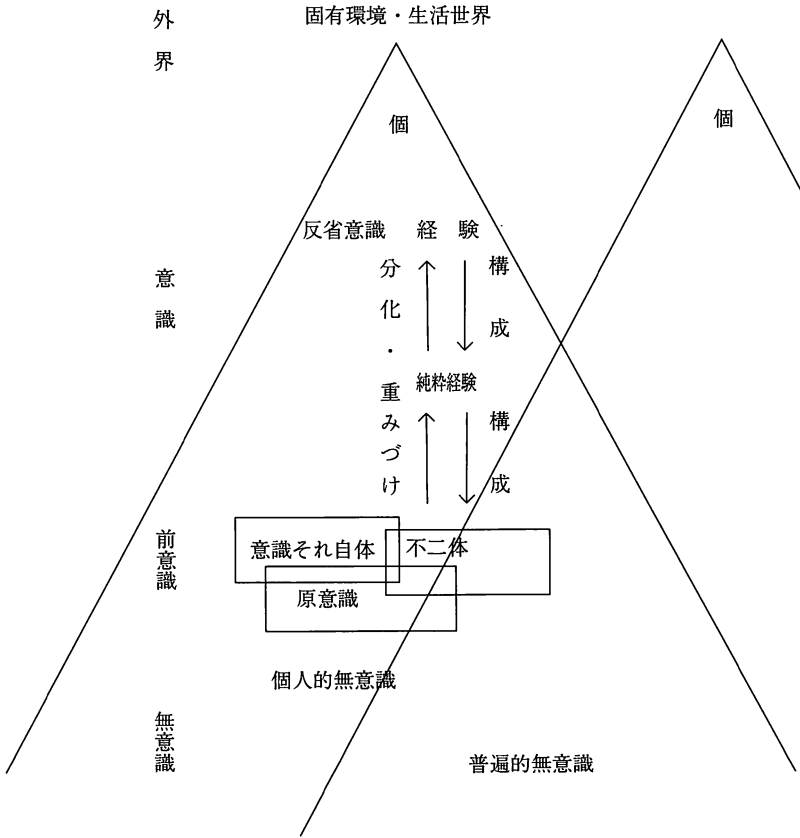 外界
固有環境・生活世界
個
個
反省意識　経　験
分化・重みづけ
構成
意識
純粋経験
構成
前意識
意識それ自体
不二体
原意識
個人的無意識
無意識
普遍的無意識